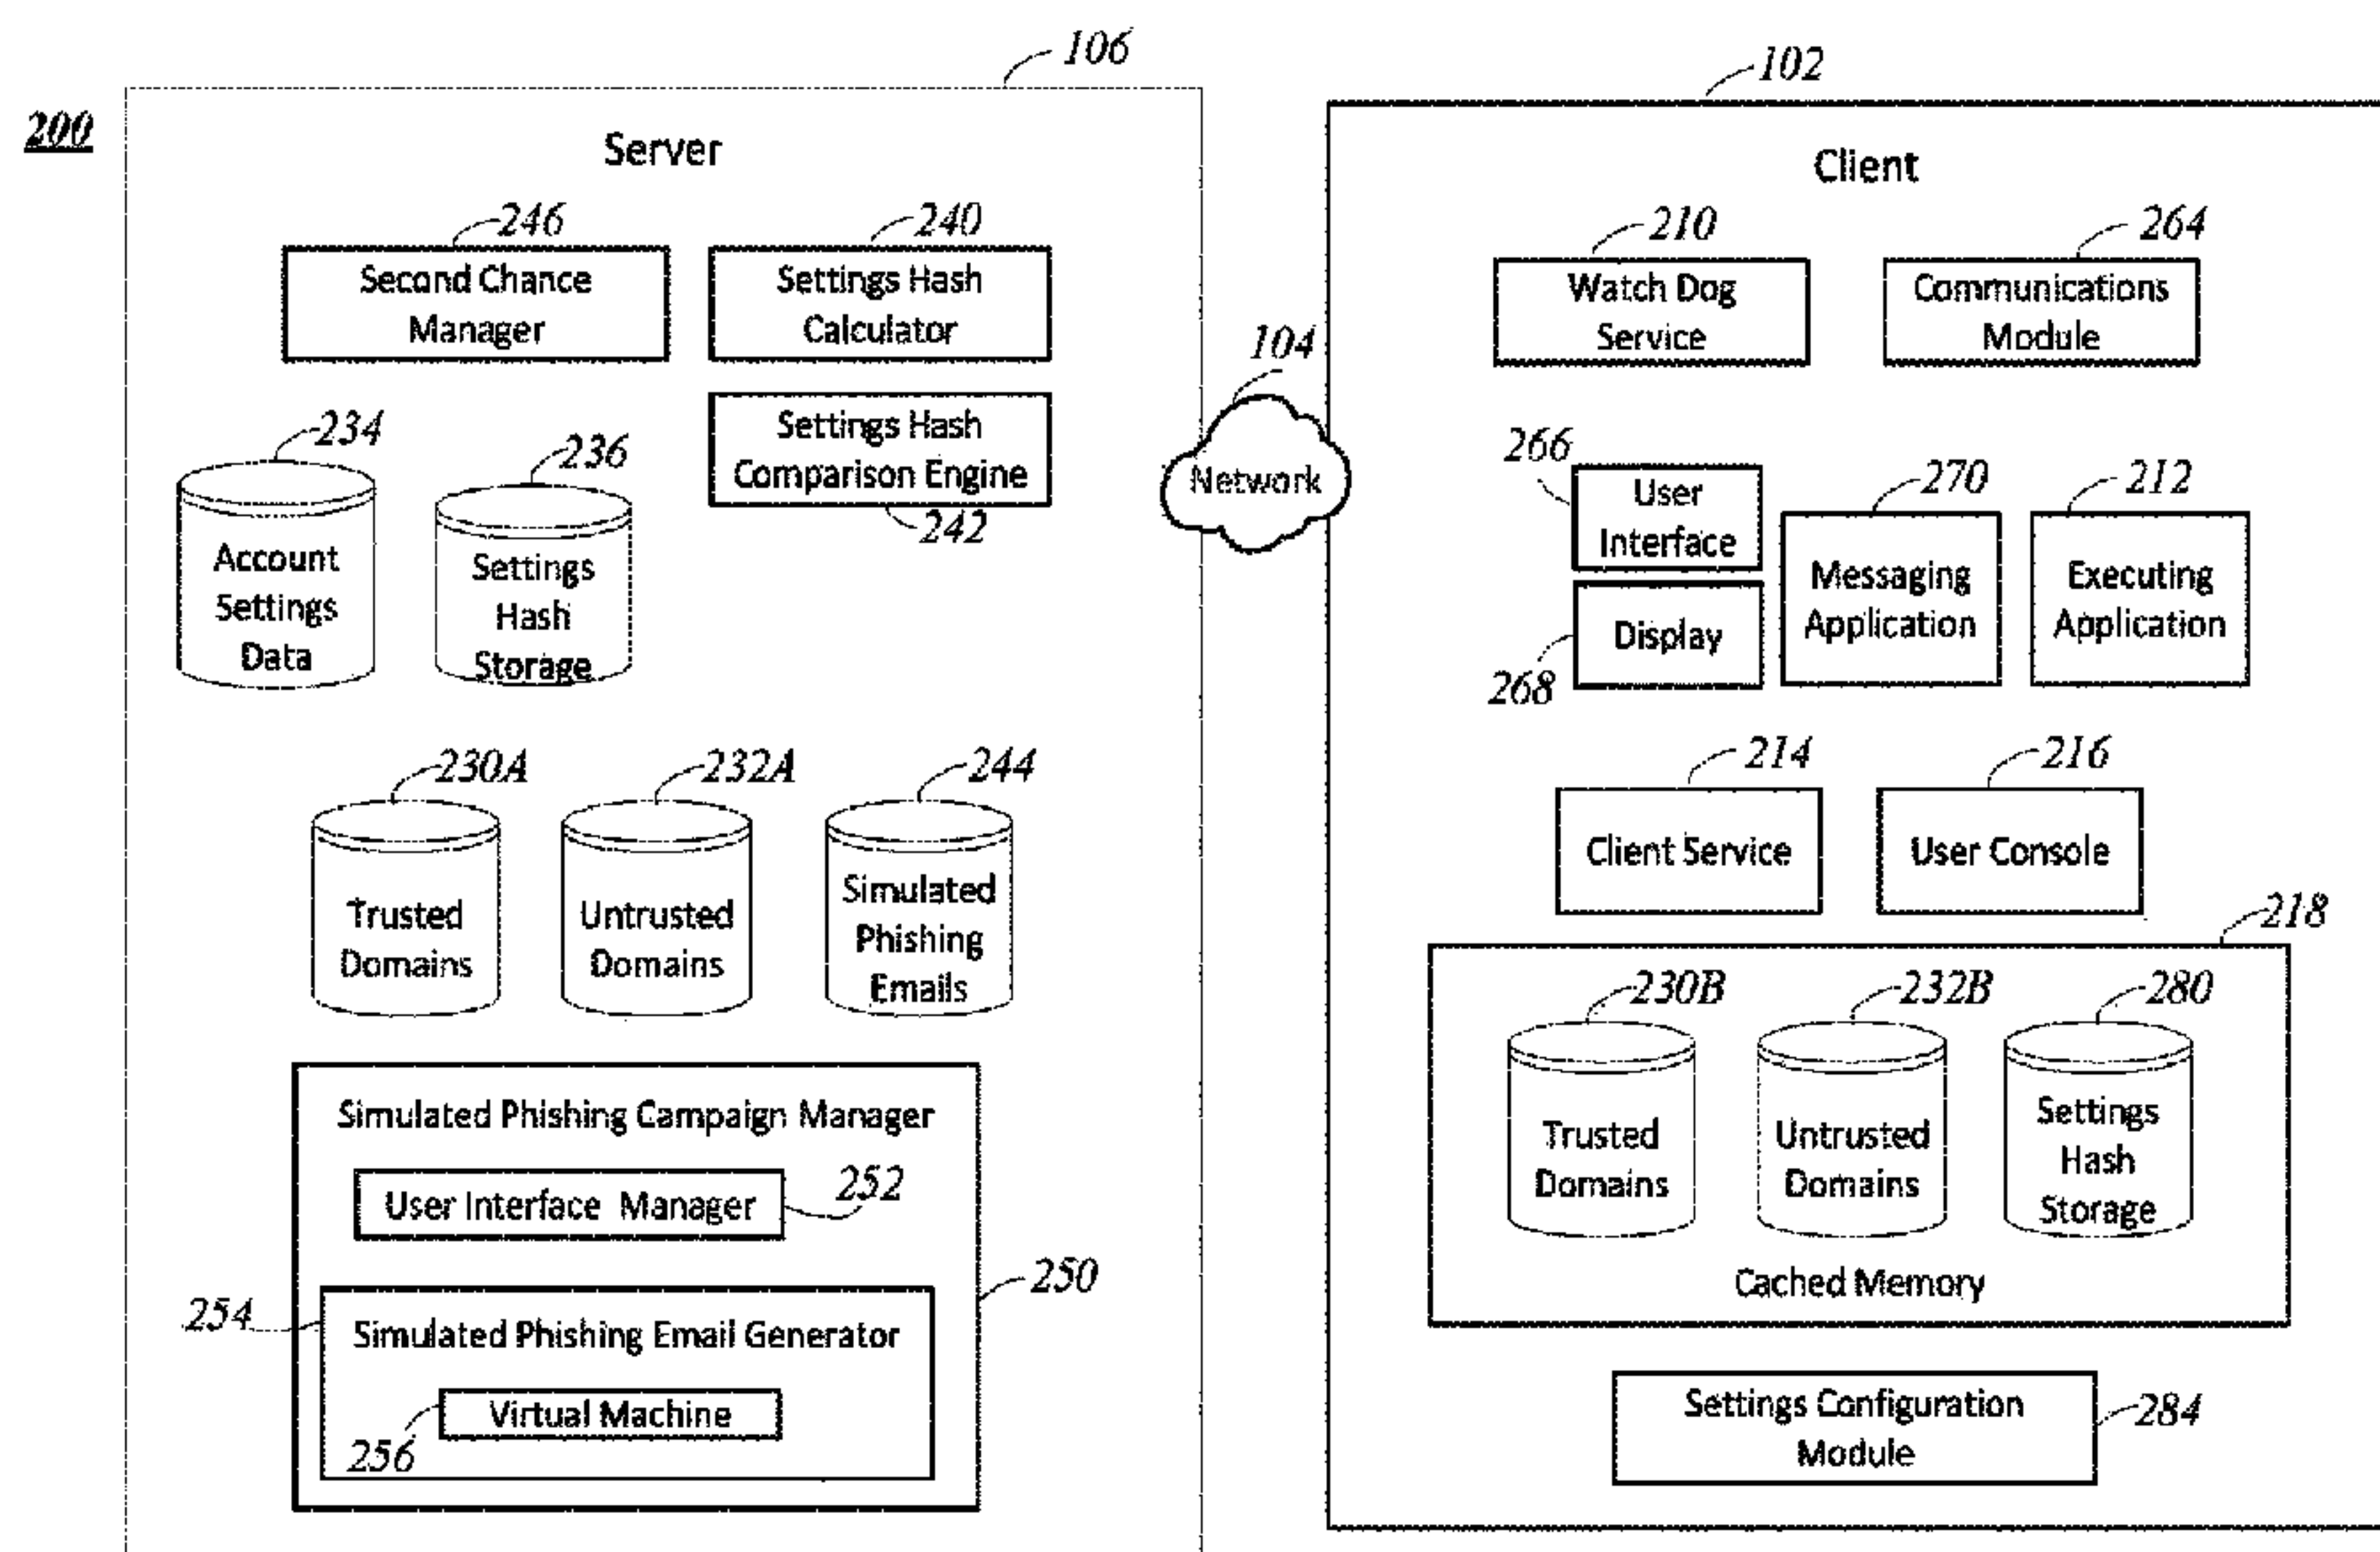 200
106
Server
246
Second Chance
Manager
240
Settings Hash
Calculator
Settings Hash
Comparison Engine
242
234
Account
Settings
Data
236
Settings
Hash
Storage
230A
Trusted
Domains
232A
Untrusted
Domains
244
Simulated
Phishing
Emails
Simulated Phishing Campaign Manager
User Interface Manager
252
250
254
Simulated Phishing Email Generator
Virtual Machine
256
104
Network
102
Client
210
Watch Dog
Service
264
Communications
Module
266
User
Interface
Display
268
270
Messaging
Application
212
Executing
Application
214
Client Service
216
User Console
218
230B
Trusted
Domains
232B
Untrusted
Domains
280
Settings
Hash
Storage
Cached Memory
Settings Configuration
Module
284